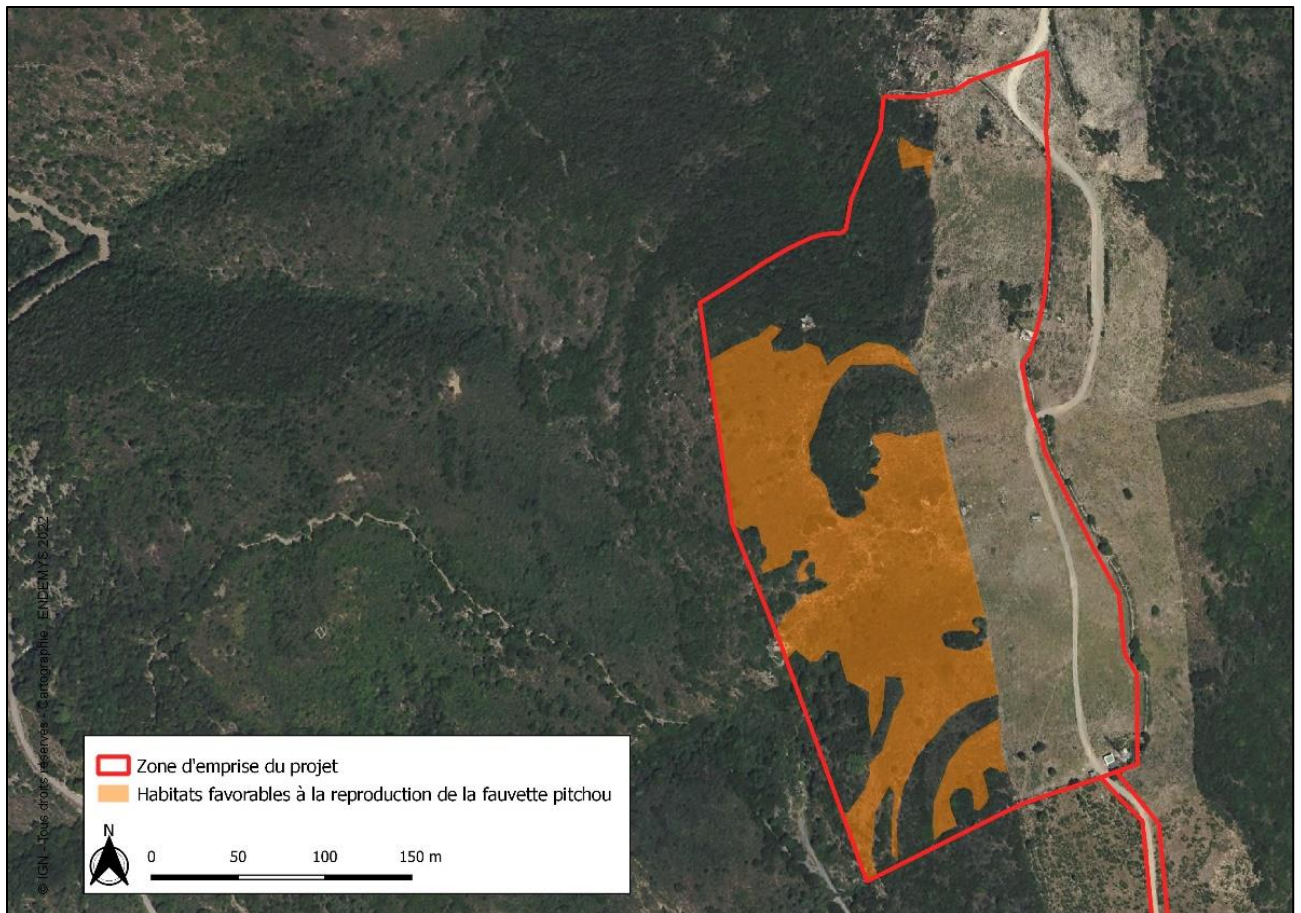 © IGN - Tous droits réservés - Cartographie : ENDEMYS 2022
Zone d'emprise du projet
Habitats favorables à la reproduction de la fauvette pitchou
N
0 50 100 150 m